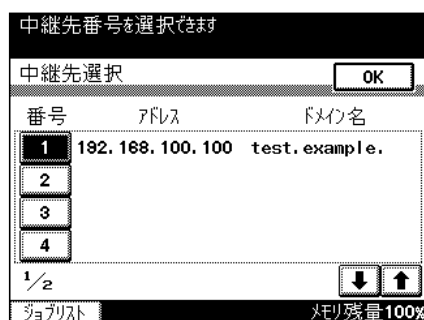 中継先番号を選択できます
中継先選択 OK
番号 アドレス ドメイン名
1 192.168.100.100 test.example.
2
3
4
1/2
ジョブリスト メモリ残量100%